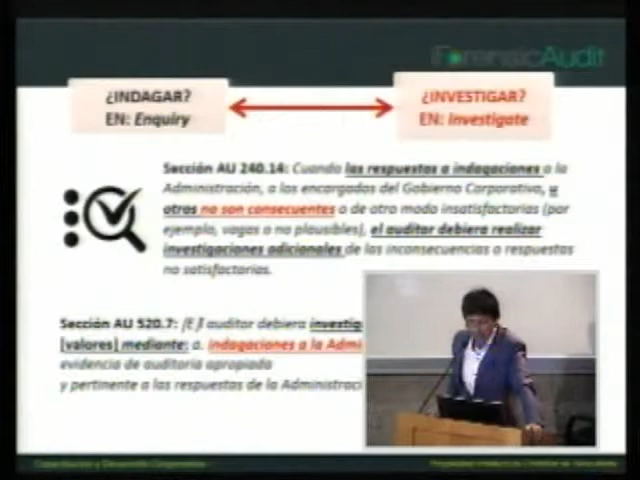 ForensicAudit
¿INDAGAR?
EN: Enquiry
¿INVESTIGAR?
EN: Investigate
Sección AU 240.14: Cuando las respuestas a indagaciones a la
Administración, a los encargados del Gobierno Corporativo, u
otros no son consecuentes o de otro modo insatisfactorias (por
ejemplo, vagas o no plausibles), el auditor debiera realizar
investigaciones adicionales de las inconsecuencias o respuestas
no satisfactorias.
Sección AU 520.7: [E]l auditor debiera investig
[valores] mediante: a. indagaciones a la Admi
evidencia de auditoría apropiada
y pertinente a las respuestas de la Administraci